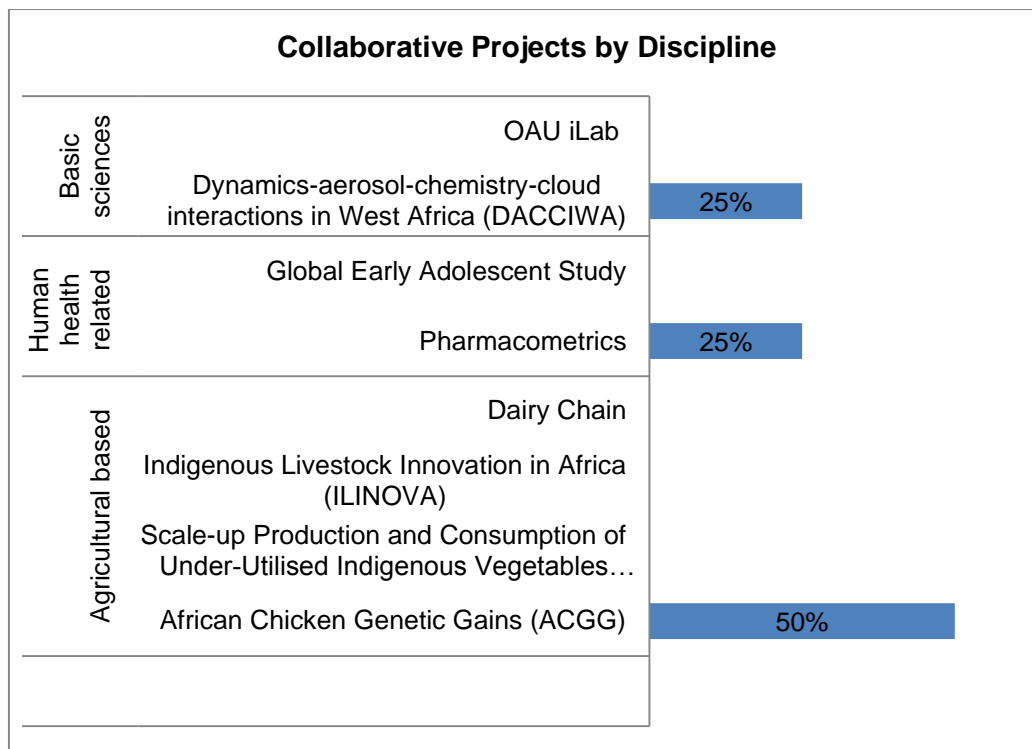 Collaborative Projects by Discipline
Basic
sciences
OAU iLab
Dynamics-aerosol-chemistry-cloud
interactions in West Africa (DACCIWA)
25%
Human
health
related
Global Early Adolescent Study
Pharmacometrics
25%
Agricultural based
Dairy Chain
Indigenous Livestock Innovation in Africa
(ILINOVA)
Scale-up Production and Consumption of
Under-Utilised Indigenous Vegetables…
African Chicken Genetic Gains (ACGG)
50%